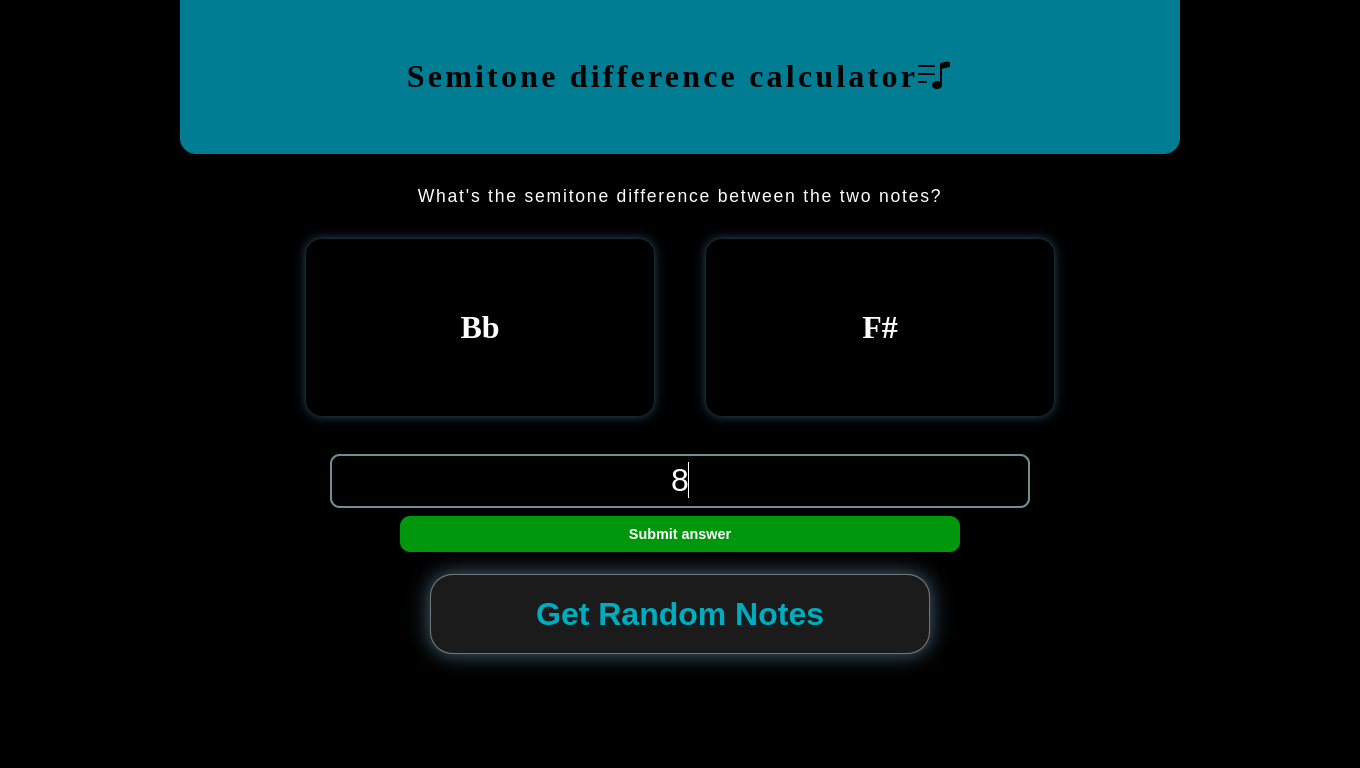 Semitone difference calculator
What's the semitone difference between the two notes?
Bb
F#
8
Submit answer
Get Random Notes